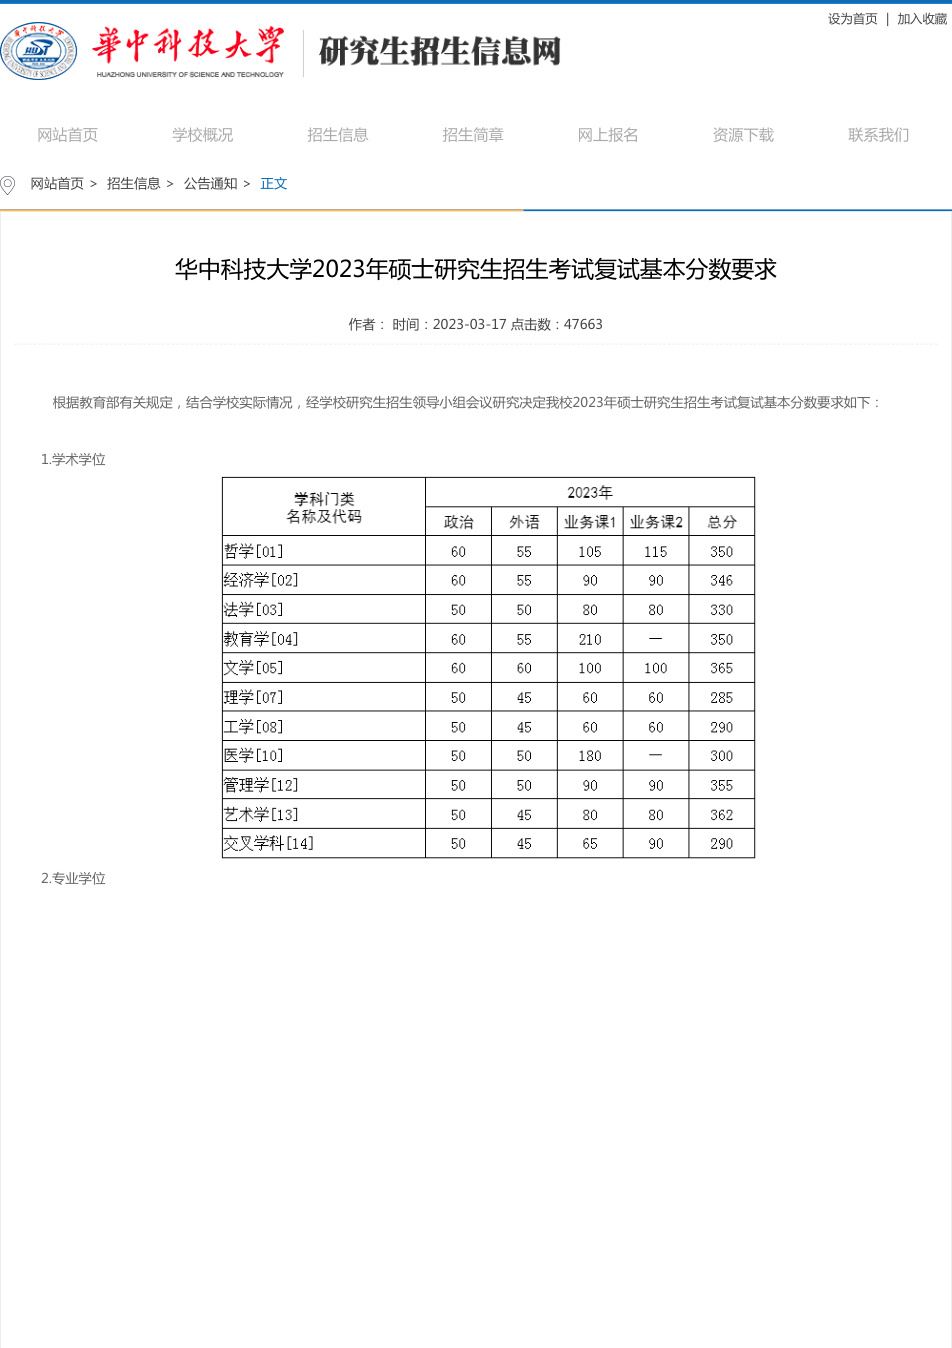 设为首页 | 加入收藏
華中科技大学
HUAZHONG UNIVERSITY OF SCIENCE AND TECHNOLOGY
研究生招生信息网
网站首页 学校概况 招生信息 招生简章 网上报名 资源下载 联系我们
网站首页 > 招生信息 > 公告通知 > 正文
华中科技大学2023年硕士研究生招生考试复试基本分数要求
作者： 时间：2023-03-17 点击数：47663
根据教育部有关规定，结合学校实际情况，经学校研究生招生领导小组会议研究决定我校2023年硕士研究生招生考试复试基本分数要求如下：
1.学术学位
学科门类
名称及代码
2023年
政治 外语 业务课1 业务课2 总分
哲学[01] 60 55 105 115 350
经济学[02] 60 55 90 90 346
法学[03] 50 50 80 80 330
教育学[04] 60 55 210 — 350
文学[05] 60 60 100 100 365
理学[07] 50 45 60 60 285
工学[08] 50 45 60 60 290
医学[10] 50 50 180 — 300
管理学[12] 50 50 90 90 355
艺术学[13] 50 45 80 80 362
交叉学科[14] 50 45 65 90 290
2.专业学位